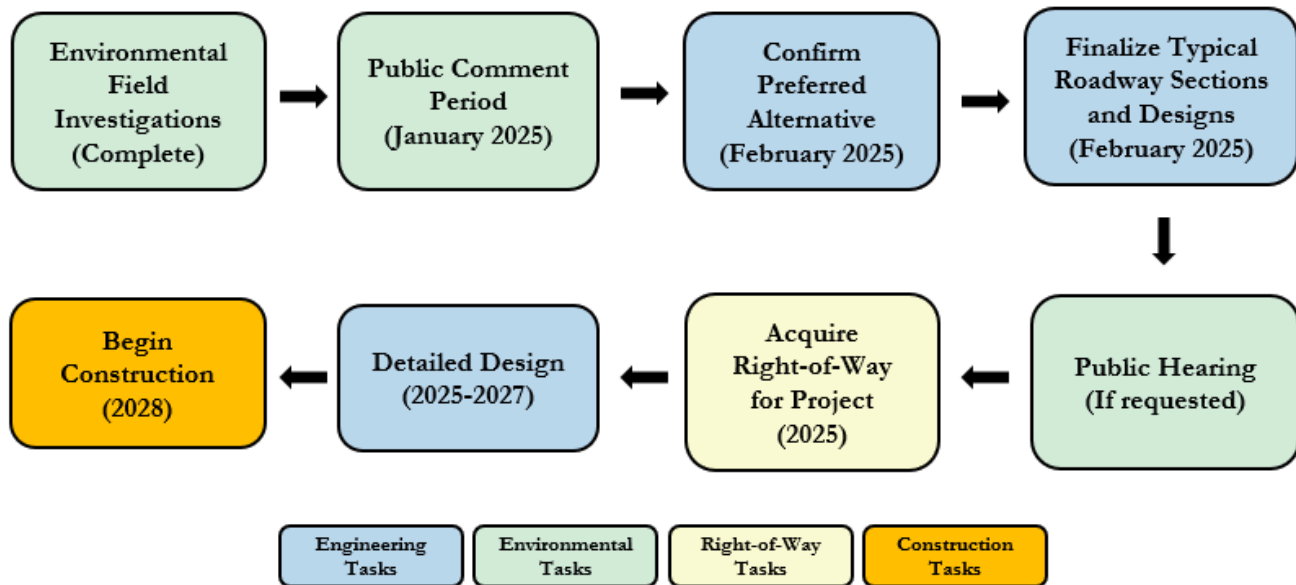 Environmental
Field
Investigations
(Complete)
Public Comment
Period
(January 2025)
Confirm
Preferred
Alternative
(February 2025)
Finalize Typical
Roadway Sections
and Designs
(February 2025)
Public Hearing
(If requested)
Acquire
Right-of-Way
for Project
(2025)
Detailed Design
(2025-2027)
Begin
Construction
(2028)
Engineering
Tasks
Environmental
Tasks
Right-of-Way
Tasks
Construction
Tasks